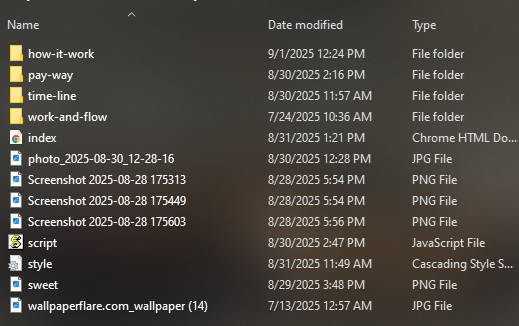 Name Date modified Type
how-it-work 9/1/2025 12:24 PM File folder
pay-way 8/30/2025 2:16 PM File folder
time-line 8/30/2025 11:57 AM File folder
work-and-flow 7/24/2025 10:36 AM File folder
index 8/31/2025 1:21 PM Chrome HTML Do...
photo_2025-08-30_12-28-16 8/30/2025 12:28 PM JPG File
Screenshot 2025-08-28 175313 8/28/2025 5:54 PM PNG File
Screenshot 2025-08-28 175449 8/28/2025 5:54 PM PNG File
Screenshot 2025-08-28 175603 8/28/2025 5:56 PM PNG File
script 8/30/2025 2:47 PM JavaScript File
style 8/31/2025 11:49 AM Cascading Style S...
sweet 8/29/2025 3:48 PM PNG File
wallpaperflare.com_wallpaper (14) 7/13/2025 12:57 AM JPG File